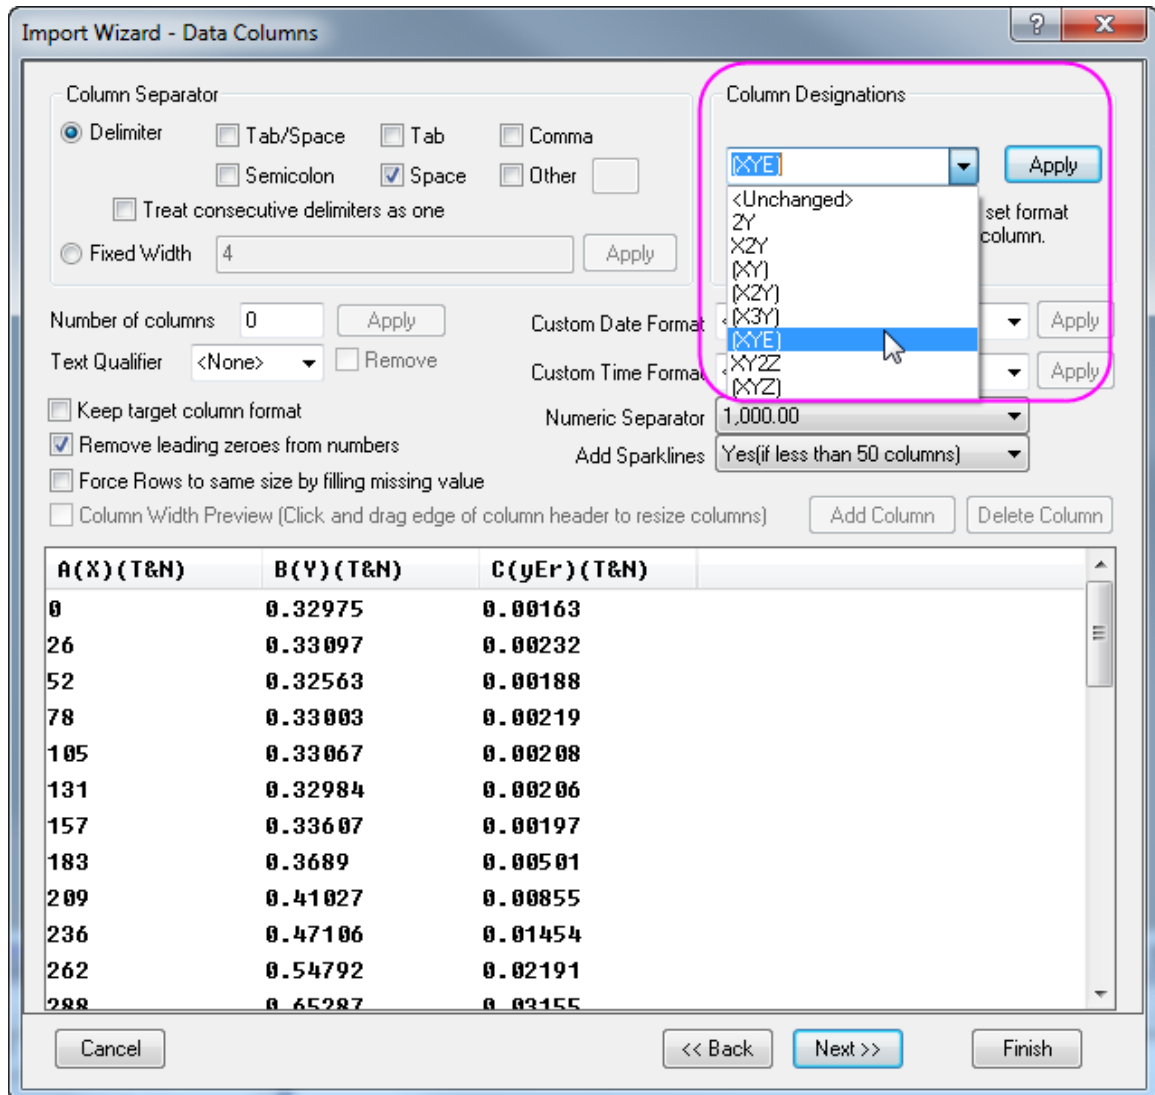 Import Wizard - Data Columns
?
X
Column Separator
Delimiter
Tab/Space
Tab
Comma
Semicolon
Space
Other
Treat consecutive delimiters as one
Fixed Width
4
Apply
Column Designations
(XYE)
Apply
<Unchanged>
2Y
X2Y
(XY)
(X2Y)
(X3Y)
(XYE)
XY2Z
(XYZ)
set format
column.
Number of columns
0
Apply
Custom Date Format
Apply
Text Qualifier
<None>
Remove
Custom Time Format
Apply
Keep target column format
Numeric Separator
1,000.00
Remove leading zeroes from numbers
Add Sparklines
Yes(if less than 50 columns)
Force Rows to same size by filling missing value
Column Width Preview (Click and drag edge of column header to resize columns)
Add Column
Delete Column
A(X)(T&N) B(Y)(T&N) C(yEr)(T&N)
0 0.32975 0.00163
26 0.33097 0.00232
52 0.32563 0.00188
78 0.33003 0.00219
105 0.33067 0.00208
131 0.32984 0.00206
157 0.33607 0.00197
183 0.3689 0.00501
209 0.41027 0.00855
236 0.47106 0.01454
262 0.54792 0.02191
288 0.65287 0.03155
Cancel
<< Back
Next >>
Finish